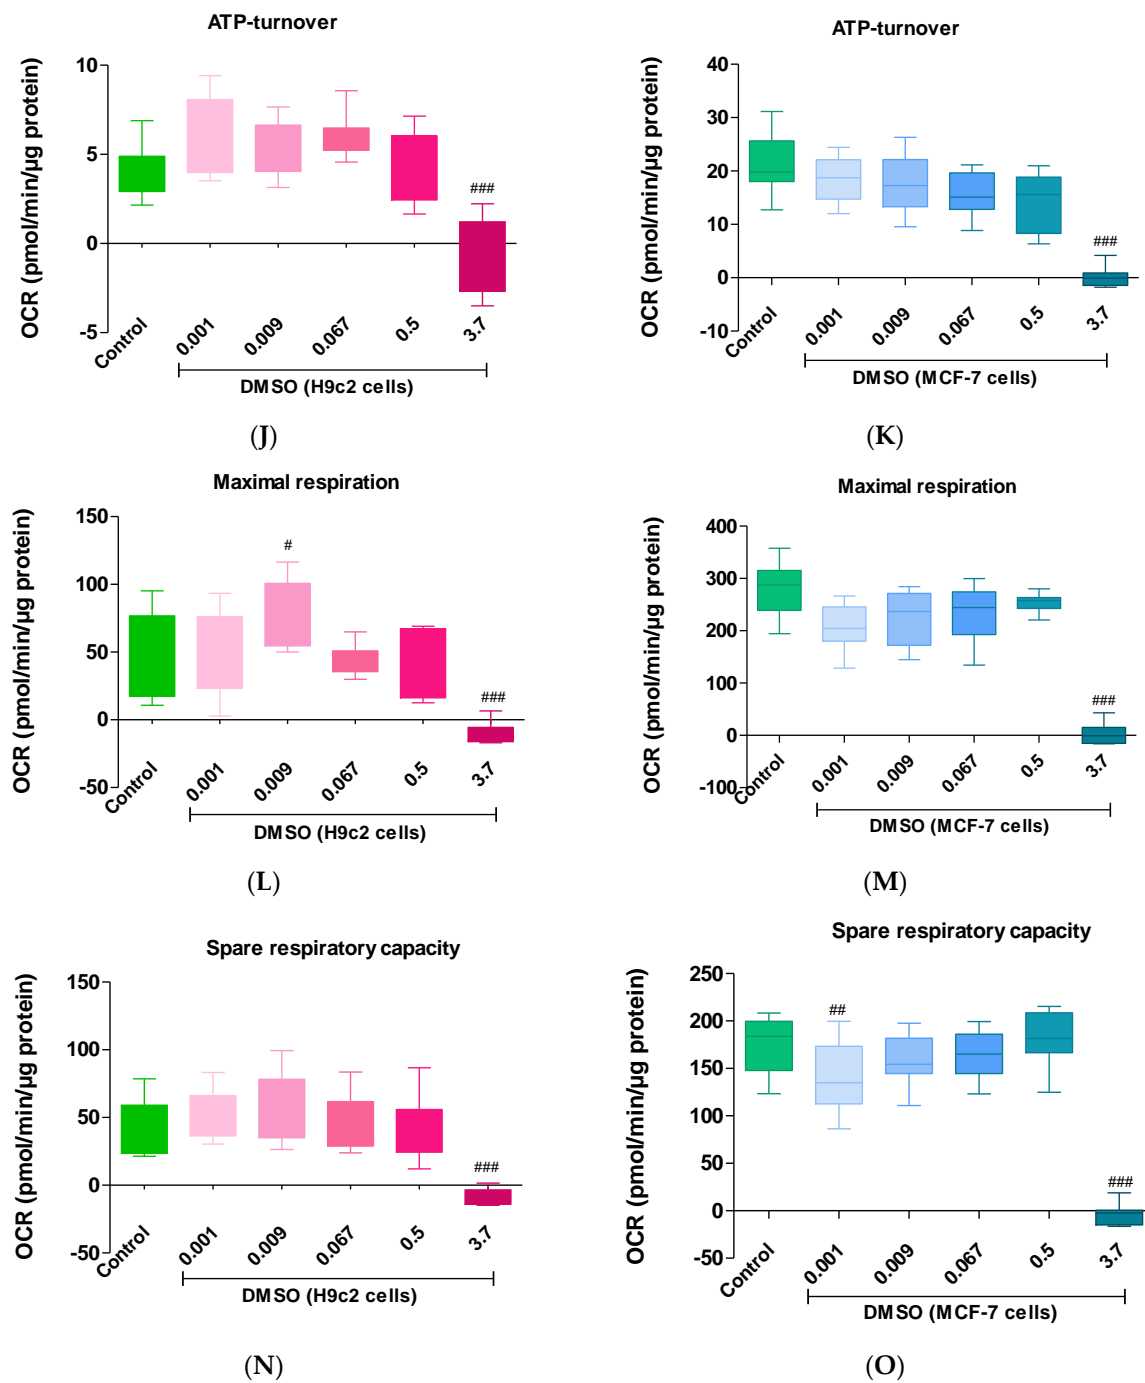 ATP-turnover
OCR (pmol/min/µg protein)
10
5
0
-5
###
Control
0.001
0.009
0.067
0.5
3.7
DMSO (H9c2 cells)
(J)
ATP-turnover
OCR (pmol/min/µg protein)
40
30
20
10
0
-10
###
Control
0.001
0.009
0.067
0.5
3.7
DMSO (MCF-7 cells)
(K)
Maximal respiration
OCR (pmol/min/µg protein)
150
100
50
0
-50
#
###
Control
0.001
0.009
0.067
0.5
3.7
DMSO (H9c2 cells)
(L)
Maximal respiration
OCR (pmol/min/µg protein)
400
300
200
100
0
-100
###
Control
0.001
0.009
0.067
0.5
3.7
DMSO (MCF-7 cells)
(M)
Spare respiratory capacity
OCR (pmol/min/µg protein)
150
100
50
0
-50
###
Control
0.001
0.009
0.067
0.5
3.7
DMSO (H9c2 cells)
(N)
Spare respiratory capacity
OCR (pmol/min/µg protein)
250
200
150
100
50
0
-50
##
###
Control
0.001
0.009
0.067
0.5
3.7
DMSO (MCF-7 cells)
(O)